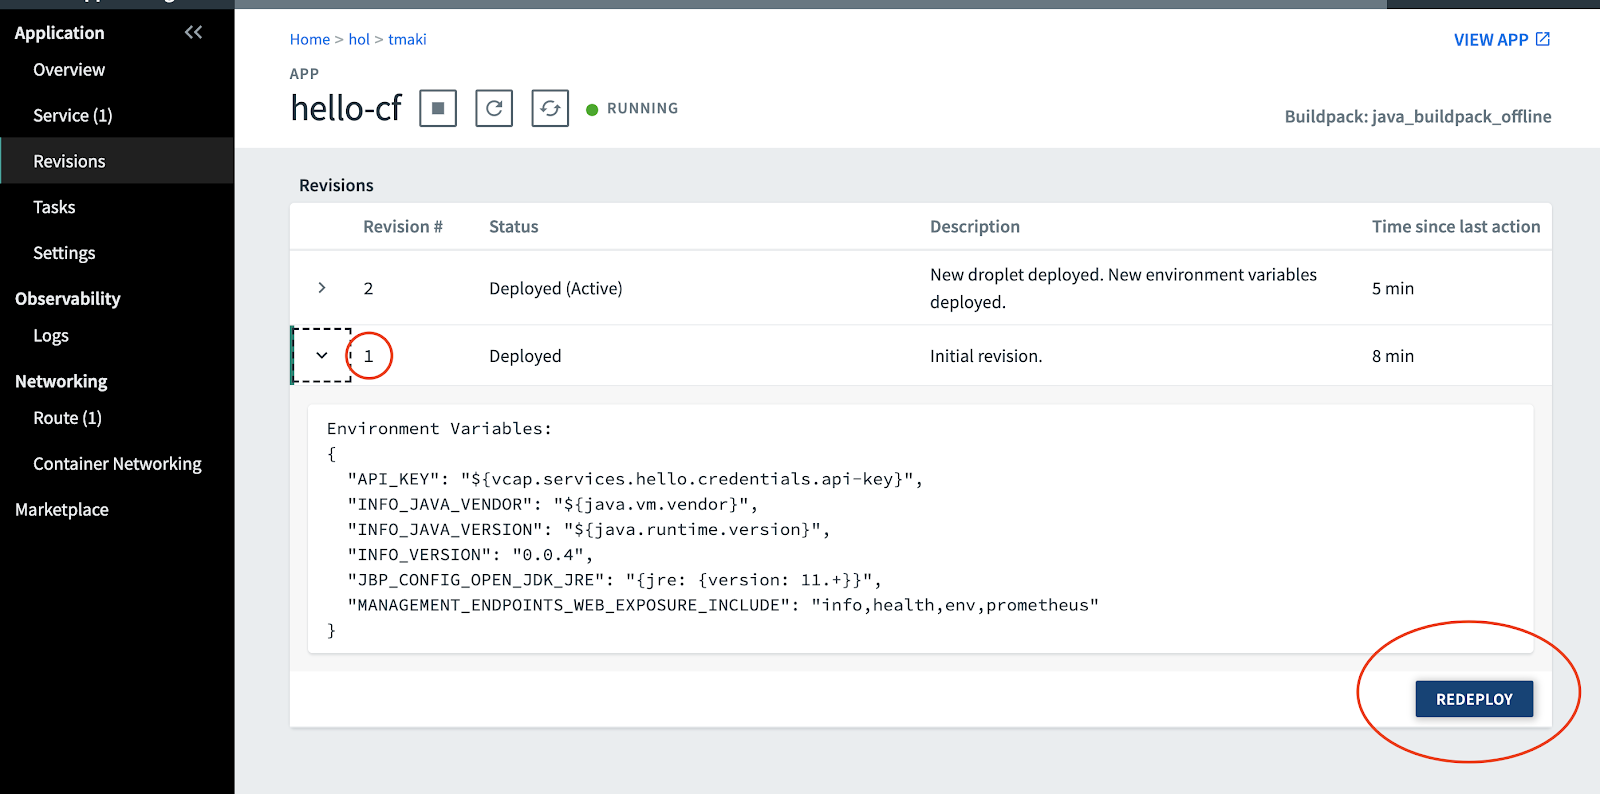 Application
Overview
Service (1)
Revisions
Tasks
Settings
Observability
Logs
Networking
Route (1)
Container Networking
Marketplace
Home > hol > tmaki
VIEW APP
APP
hello-cf
RUNNING
Buildpack: java_buildpack_offline
Revisions
Revision # Status Description Time since last action
2 Deployed (Active) New droplet deployed. New environment variables 5 min
deployed.
1 Deployed Initial revision. 8 min
Environment Variables:
{
"API_KEY": "${vcap.services.hello.credentials.api-key}",
"INFO_JAVA_VENDOR": "${java.vm.vendor}",
"INFO_JAVA_VERSION": "${java.runtime.version}",
"INFO_VERSION": "0.0.4",
"JBP_CONFIG_OPEN_JDK_JRE": "{jre: {version: 11.+}}",
"MANAGEMENT_ENDPOINTS_WEB_EXPOSURE_INCLUDE": "info,health,env,prometheus"
}
REDEPLOY